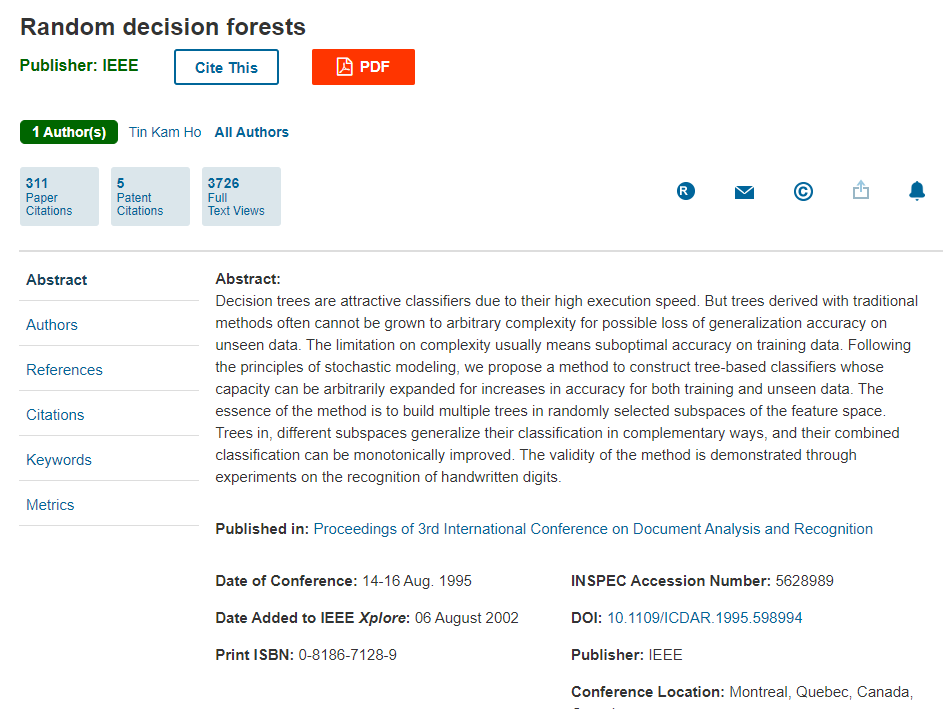 Random decision forests
Publisher: IEEE
Cite This
PDF
1 Author(s)
Tin Kam Ho
All Authors
311
Paper
Citations
5
Patent
Citations
3726
Full
Text Views
R
C
Abstract
Authors
References
Citations
Keywords
Metrics
Abstract:
Decision trees are attractive classifiers due to their high execution speed. But trees derived with traditional
methods often cannot be grown to arbitrary complexity for possible loss of generalization accuracy on
unseen data. The limitation on complexity usually means suboptimal accuracy on training data. Following
the principles of stochastic modeling, we propose a method to construct tree-based classifiers whose
capacity can be arbitrarily expanded for increases in accuracy for both training and unseen data. The
essence of the method is to build multiple trees in randomly selected subspaces of the feature space.
Trees in, different subspaces generalize their classification in complementary ways, and their combined
classification can be monotonically improved. The validity of the method is demonstrated through
experiments on the recognition of handwritten digits.
Published in: Proceedings of 3rd International Conference on Document Analysis and Recognition
Date of Conference: 14-16 Aug. 1995
Date Added to IEEE Xplore: 06 August 2002
Print ISBN: 0-8186-7128-9
INSPEC Accession Number: 5628989
DOI: 10.1109/ICDAR.1995.598994
Publisher: IEEE
Conference Location: Montreal, Quebec, Canada,